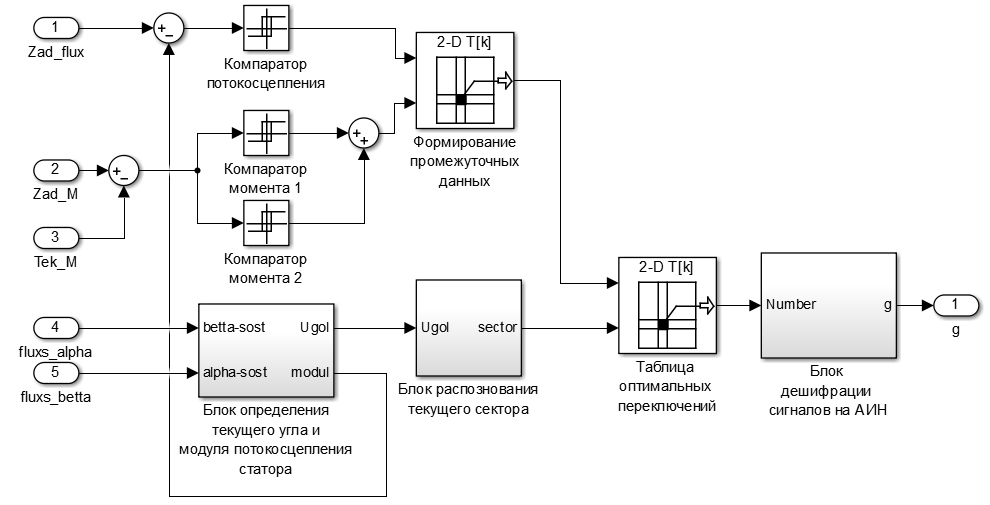 1
Zad_flux
Компаратор
потокосцепления
2-D T[k]
Формирование
промежуточных
данных
Компаратор
момента 1
2
Zad_M
3
Tek_M
Компаратор
момента 2
4
fluxs_alpha
5
fluxs_betta
betta-sost
Ugol
alpha-sost
modul
Блок определения
текущего угла и
модуля потокосцепления
статора
Ugol
sector
Блок распознования
текущего сектора
2-D T[k]
Таблица
оптимальных
переключений
Number
g
Блок
дешифрации
сигналов на АИН
1
g